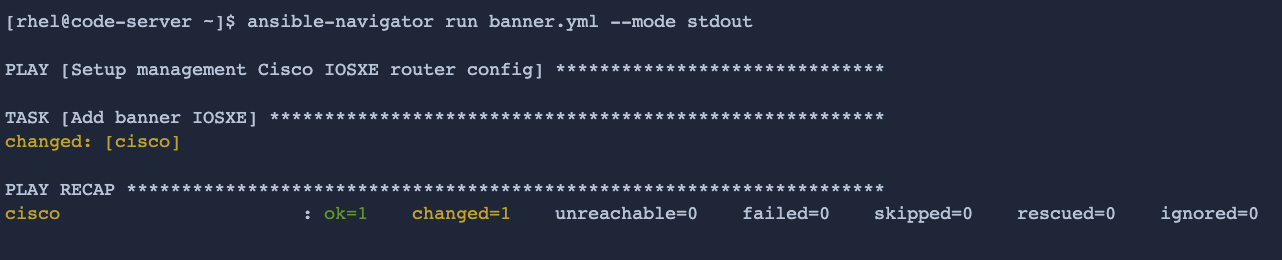 [rhel@code-server ~]$ ansible-navigator run banner.yml --mode stdout
PLAY [Setup management Cisco IOSXE router config] ******************************
TASK [Add banner IOSXE] ********************************************************
changed: [cisco]
PLAY RECAP *********************************************************************
cisco                      : ok=1    changed=1    unreachable=0    failed=0    skipped=0    rescued=0    ignored=0